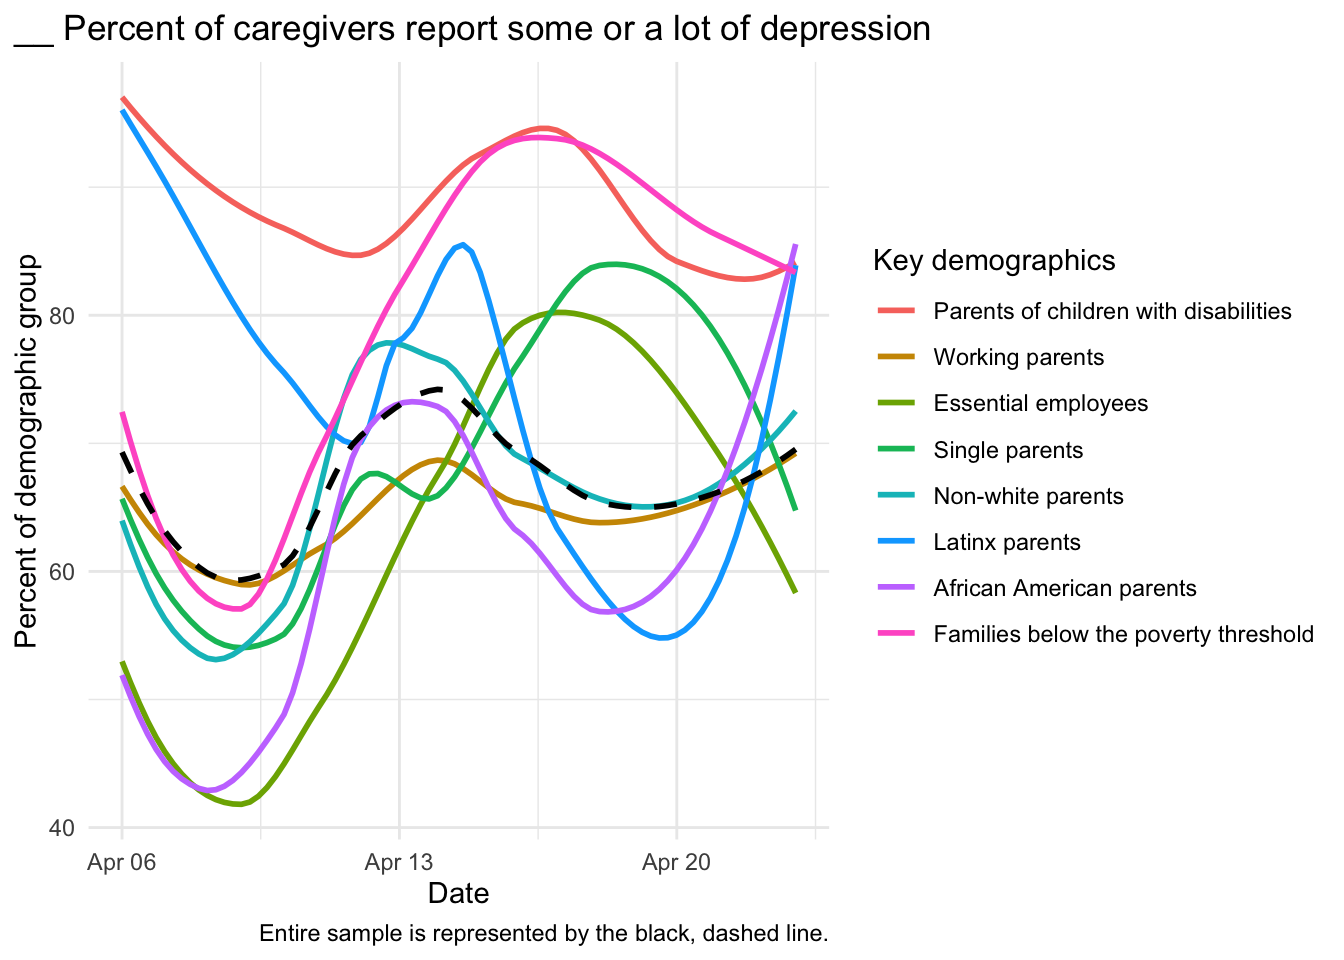 __ Percent of caregivers report some or a lot of depression
Percent of demographic group
80
60
40
Apr 06
Apr 13
Apr 20
Date
Key demographics
Parents of children with disabilities
Working parents
Essential employees
Single parents
Non-white parents
Latinx parents
African American parents
Families below the poverty threshold
Entire sample is represented by the black, dashed line.